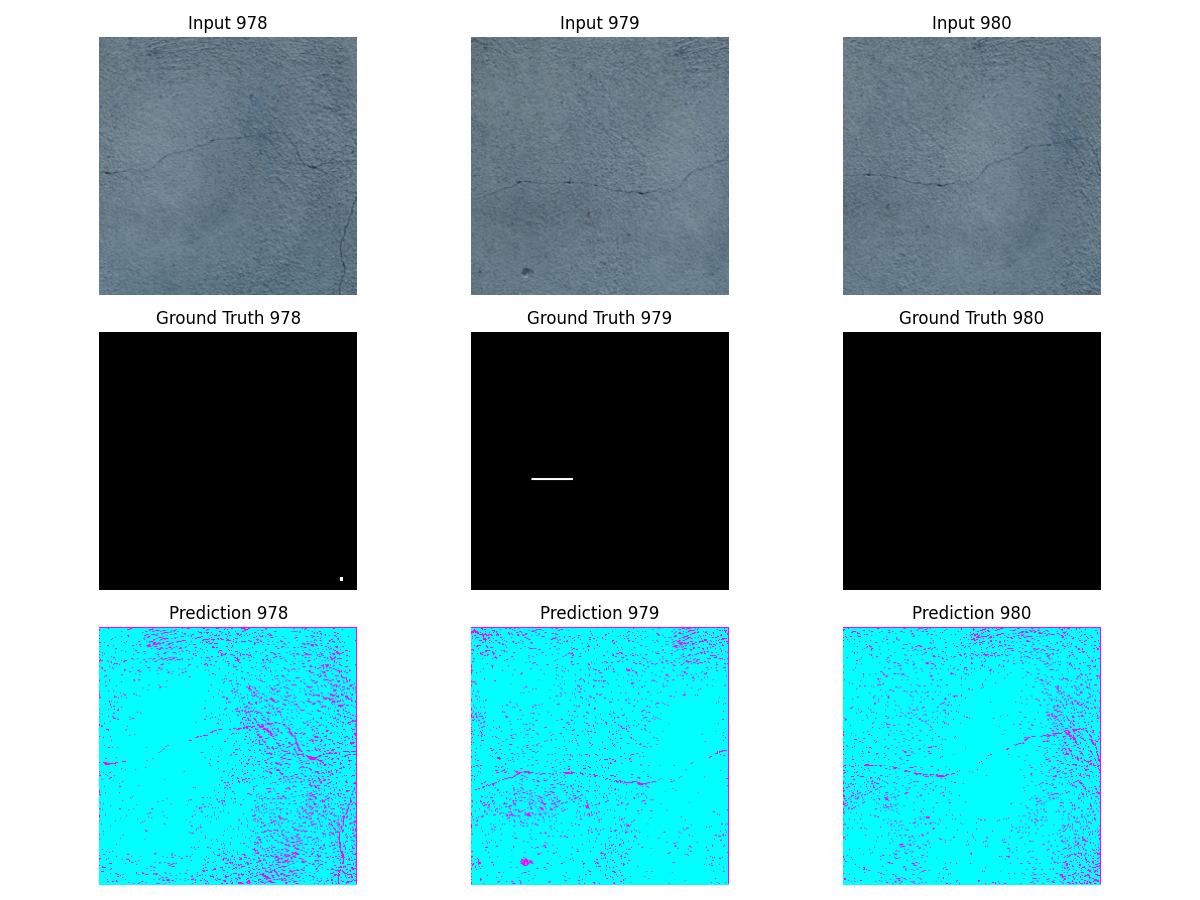 Input 978
Input 979
Input 980
Ground Truth 978
Ground Truth 979
Ground Truth 980
Prediction 978
Prediction 979
Prediction 980